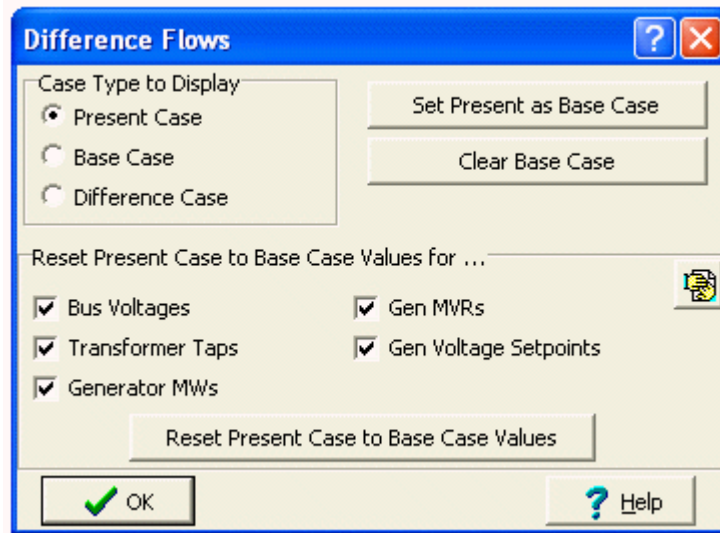 Difference Flows
Case Type to Display
Present Case
Base Case
Difference Case
Set Present as Base Case
Clear Base Case
Reset Present Case to Base Case Values for ...
Bus Voltages
Gen MVRs
Transformer Taps
Gen Voltage Setpoints
Generator MWs
Reset Present Case to Base Case Values
OK
Help